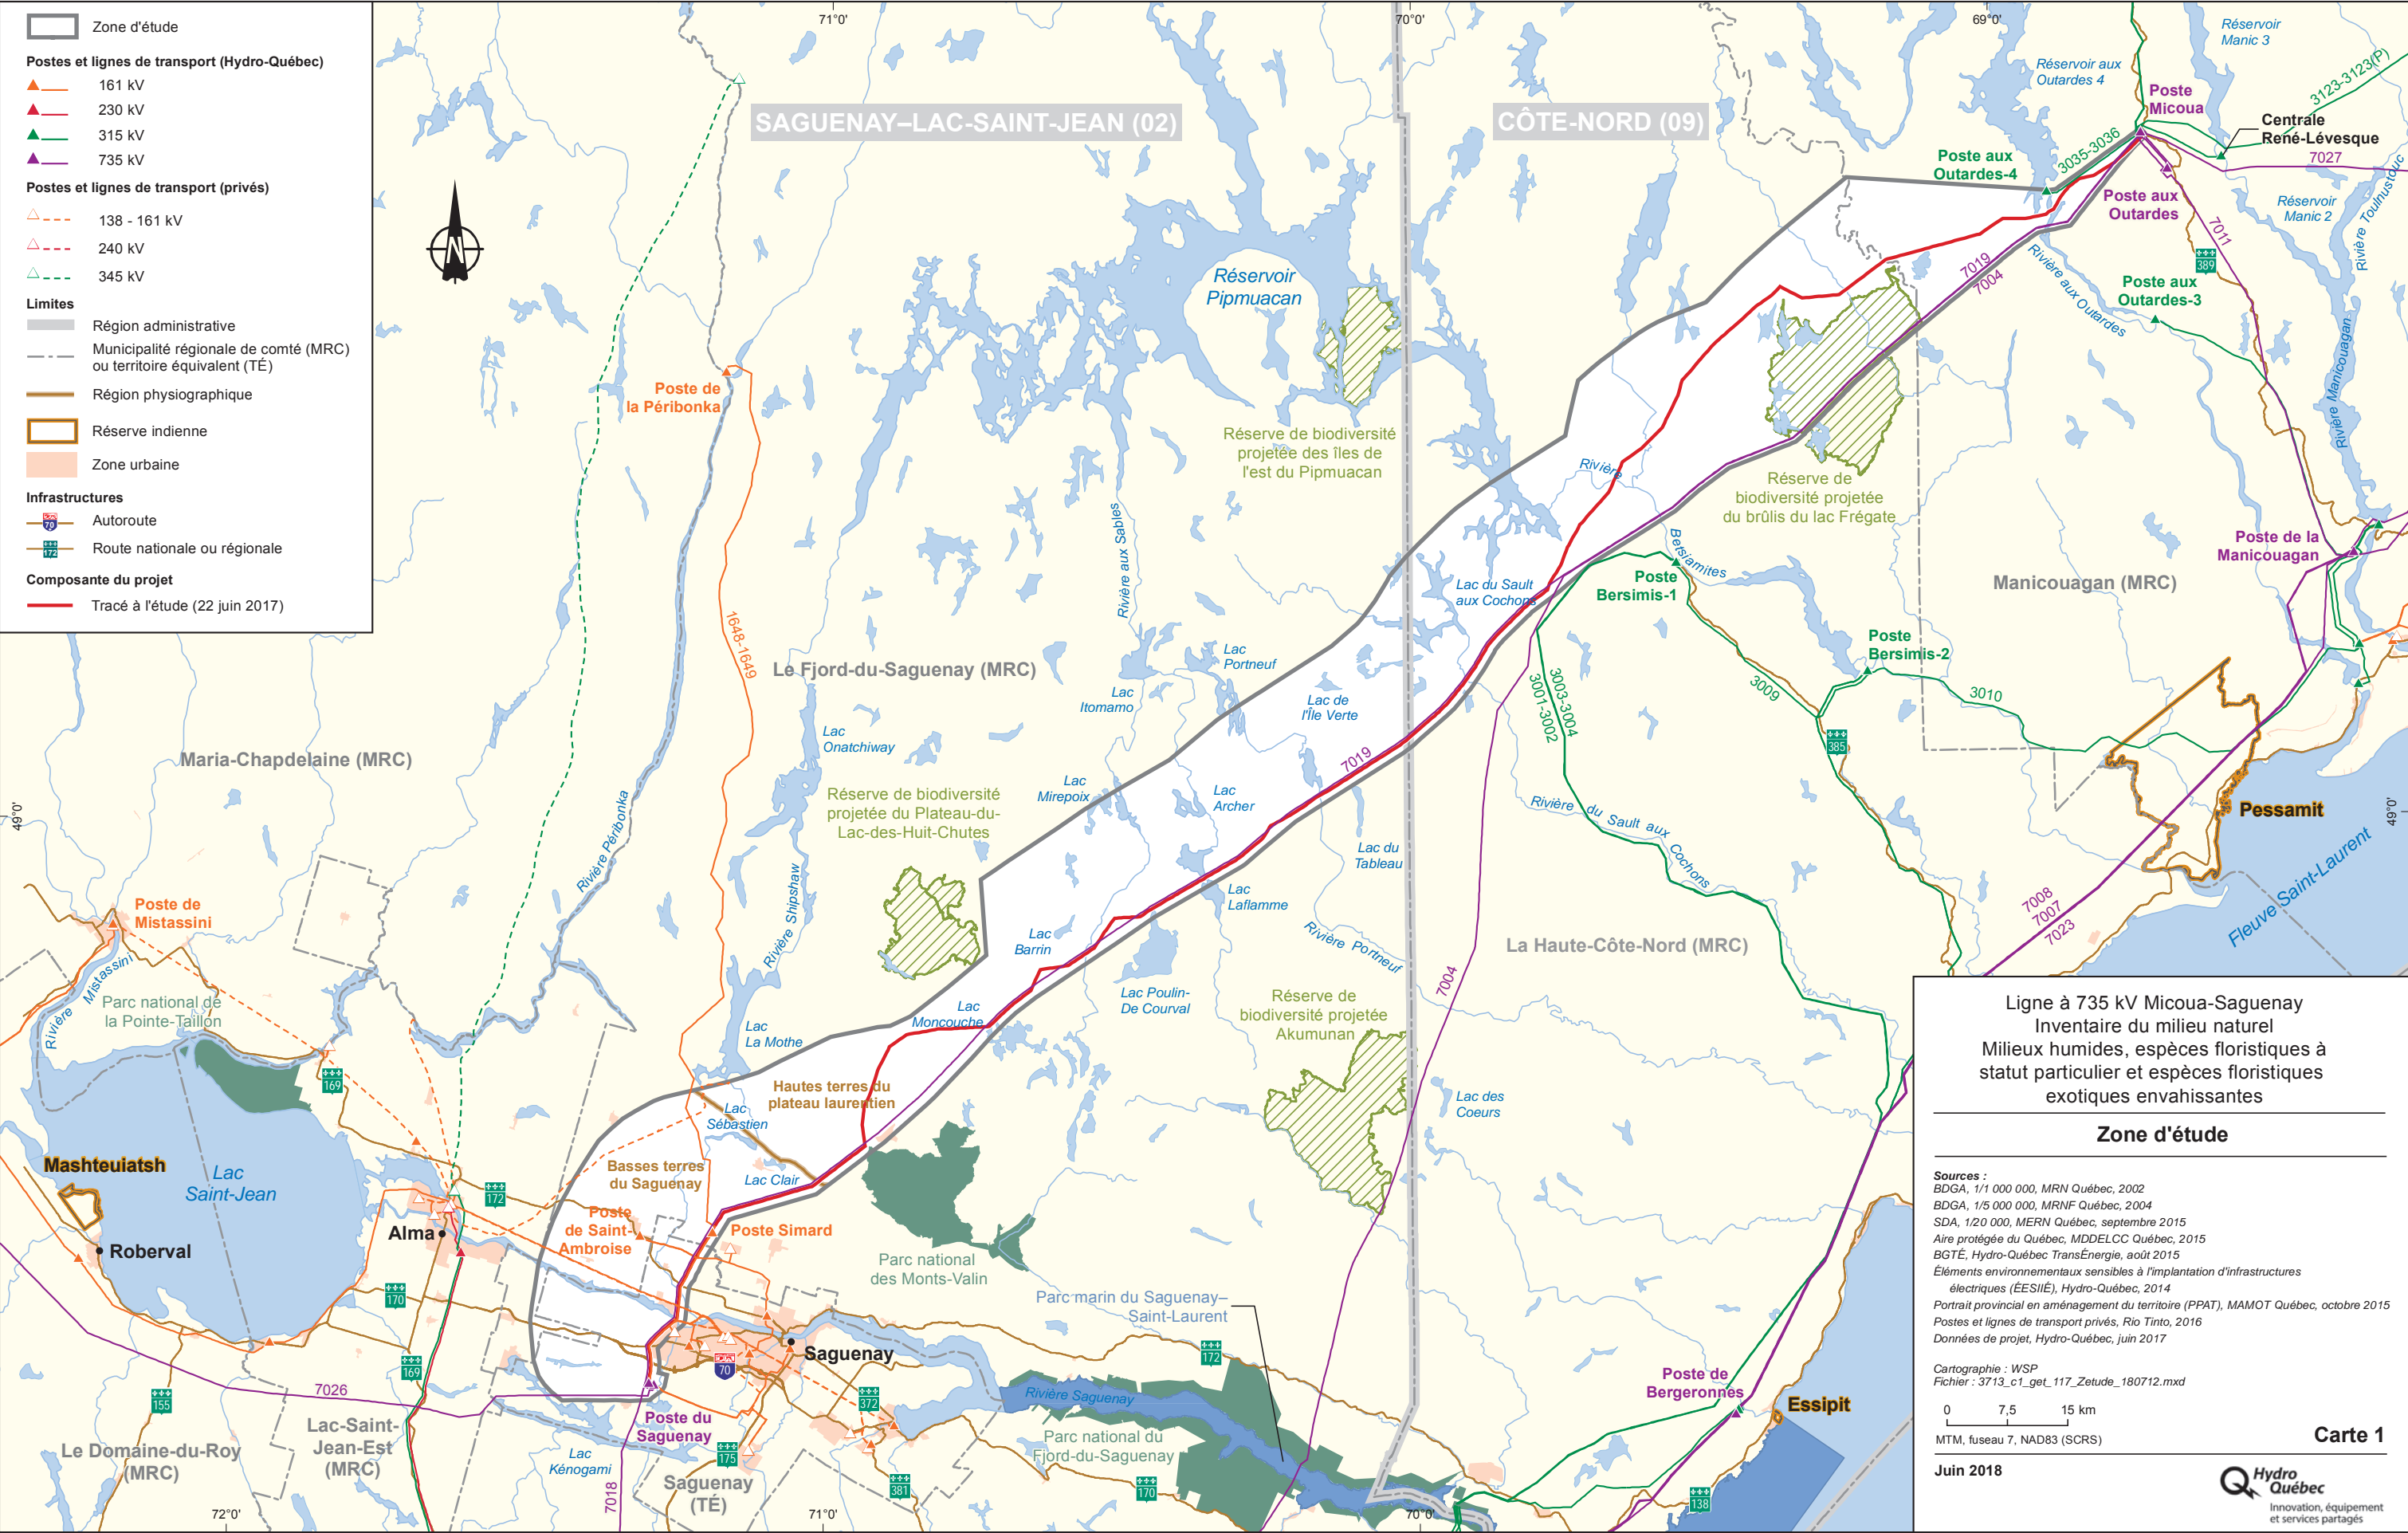 Zone d'étude
Postes et lignes de transport (Hydro-Québec)
161 kV
230 kV
315 kV
735 kV
Postes et lignes de transport (privés)
138 - 161 kV
240 kV
345 kV
Limites
Région administrative
Municipalité régionale de comté (MRC)
ou territoire équivalent (TÉ)
Région physiographique
Réserve indienne
Zone urbaine
Infrastructures
70
Autoroute
172
Route nationale ou régionale
Composante du projet
Tracé à l'étude (22 juin 2017)
71°0'
70°0'
69°0'
N
SAGUENAY–LAC-SAINT-JEAN (02)
CÔTE-NORD (09)
Réservoir
Manic 3
Réservoir aux
Outardes 4
3123-3123(P)
Poste
Micoua
Centrale
René-Lévesque
7027
3035-3036
Poste aux
Outardes-4
Poste aux
Outardes
Réservoir
Manic 2
Rivière Toulnustouc
7011
389
Rivière aux Outardes
Poste aux
Outardes-3
Rivière Manicouagan
7019
7004
Réservoir
Pipmuacan
Poste de
la Péribonka
Réserve de biodiversité
projetée des îles de
l'est du Pipmuacan
Rivière
Betsiamites
Réserve de
biodiversité projetée
du brûlis du lac Frégate
Rivière aux Sables
Poste de la
Manicouagan
Manicouagan (MRC)
Lac du Sault
aux Cochons
Poste
Bersimis-1
Poste
Bersimis-2
1648-1649
Le Fjord-du-Saguenay (MRC)
Lac
Portneuf
Lac
Itomamo
Lac de
l'Île Verte
3003-3004
3001-3002
3009
3010
385
Lac
Onatchiway
Maria-Chapdelaine (MRC)
7019
Lac
Mirepoix
Lac
Archer
Réserve de biodiversité
projetée du Plateau-du-
Lac-des-Huit-Chutes
Rivière du Sault aux
Cochons
49°0'
49°0'
Pessamit
Fleuve Saint-Laurent
Lac du
Tableau
Rivière Péribonka
Rivière Shipshaw
Lac
Laflamme
Poste de
Mistassini
Lac
Barrin
Rivière Portneuf
La Haute-Côte-Nord (MRC)
7008
7007
7023
7004
Rivière Mistassini
Parc national de
la Pointe-Taillon
Lac
Moncouche
Lac Poulin-
De Courval
Réserve de
biodiversité projetée
Akumunan
Lac
La Mothe
Hautes terres du
plateau laurentien
Lac
Sébastien
Lac des
Coeurs
169
Mashteuiatsh
Lac
Saint-Jean
Basses terres
du Saguenay
Lac Clair
172
Alma
Roberval
Poste
de Saint-
Ambroise
Poste Simard
Parc national
des Monts-Valin
Parc marin du Saguenay–
Saint-Laurent
170
Saguenay
70
172
169
7026
155
Rivière Saguenay
372
Poste du
Saguenay
Lac-Saint-
Jean-Est
(MRC)
Le Domaine-du-Roy
(MRC)
Lac
Kénogami
175
Parc national du
Fjord-du-Saguenay
Saguenay
(TÉ)
7018
381
170
Poste de
Bergeronnes
Essipit
138
72°0'
71°0'
70°0'
Ligne à 735 kV Micoua-Saguenay
Inventaire du milieu naturel
Milieux humides, espèces floristiques à
statut particulier et espèces floristiques
exotiques envahissantes
Zone d'étude
Sources :
BDGA, 1/1 000 000, MRN Québec, 2002
BDGA, 1/5 000 000, MRNF Québec, 2004
SDA, 1/20 000, MERN Québec, septembre 2015
Aire protégée du Québec, MDDELCC Québec, 2015
BGTÉ, Hydro-Québec TransÉnergie, août 2015
Éléments environnementaux sensibles à l'implantation d'infrastructures
électriques (ÉESIIÉ), Hydro-Québec, 2014
Portrait provincial en aménagement du territoire (PPAT), MAMOT Québec, octobre 2015
Postes et lignes de transport privés, Rio Tinto, 2016
Données de projet, Hydro-Québec, juin 2017
Cartographie : WSP
Fichier : 3713_c1_get_117_Zetude_180712.mxd
0 7,5 15 km
MTM, fuseau 7, NAD83 (SCRS)
Carte 1
Juin 2018
Hydro
Québec
Innovation, équipement
et services partagés